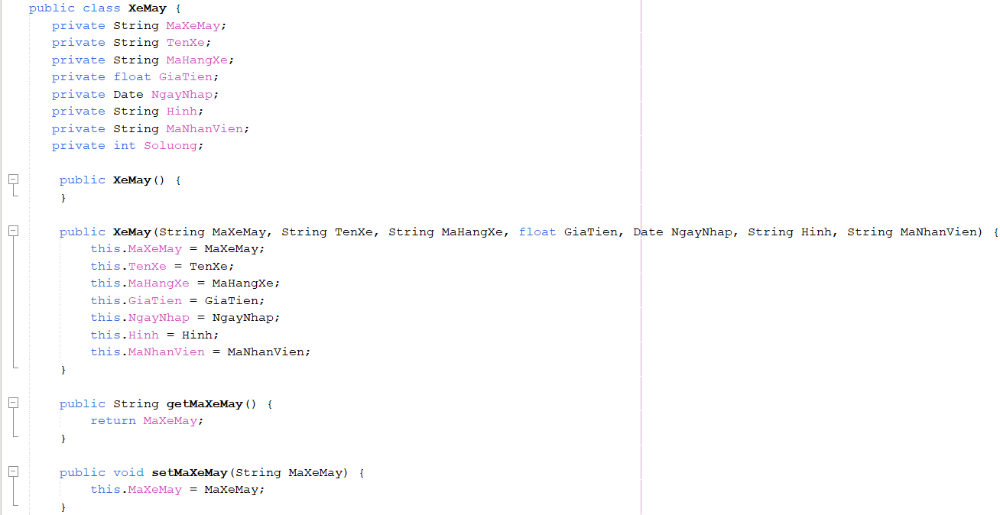 public class XeMay {
private String MaXeMay;
private String TenXe;
private String MaHangXe;
private float GiaTien;
private Date NgayNhap;
private String Hinh;
private String MaNhanVien;
private int Soluong;
public XeMay() {
}
public XeMay(String MaXeMay, String TenXe, String MaHangXe, float GiaTien, Date NgayNhap, String Hinh, String MaNhanVien) {
this.MaXeMay = MaXeMay;
this.TenXe = TenXe;
this.MaHangXe = MaHangXe;
this.GiaTien = GiaTien;
this.NgayNhap = NgayNhap;
this.Hinh = Hinh;
this.MaNhanVien = MaNhanVien;
}
public String getMaXeMay() {
return MaXeMay;
}
public void setMaXeMay(String MaXeMay) {
this.MaXeMay = MaXeMay;
}